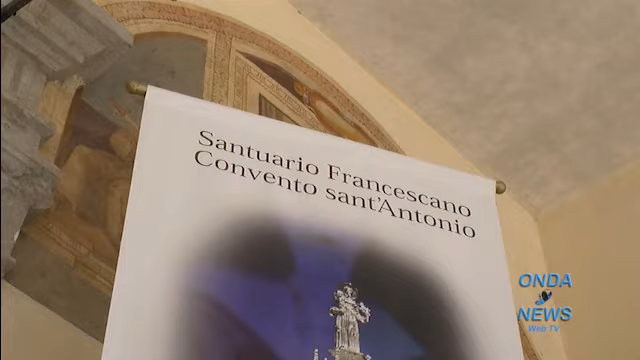 Santuario Francescano
Convento sant'Antonio
ONDA
NEWS
Web TV